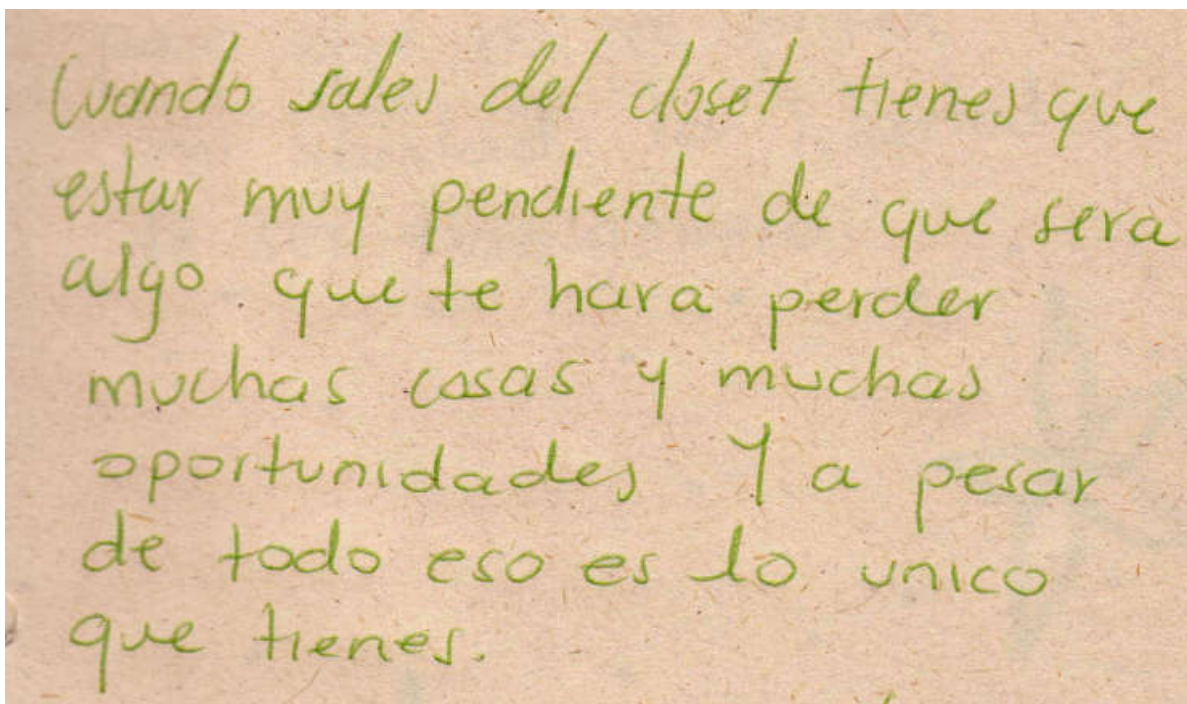 Cuando sales del closet tienes que
estar muy pendiente de que sera
algo que te hara perder
muchas cosas y muchas
oportunidades Y a pesar
de todo eso es lo unico
que tienes.